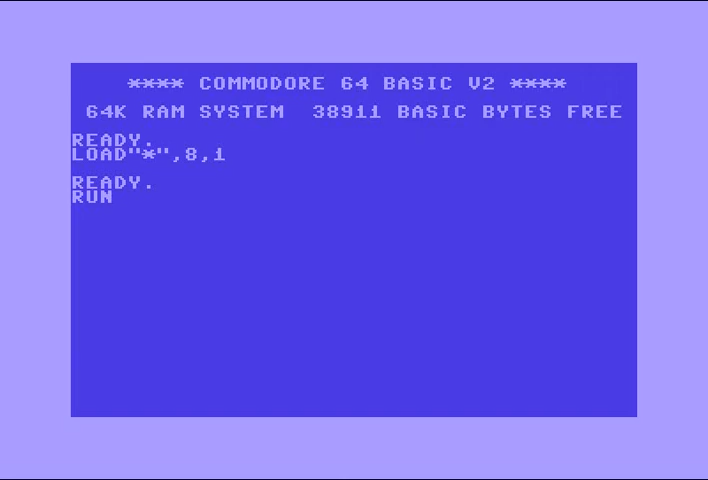 **** COMMODORE 64 BASIC V2 ****
64K RAM SYSTEM  38911 BASIC BYTES FREE
READY.
LOAD"*",8,1
READY.
RUN